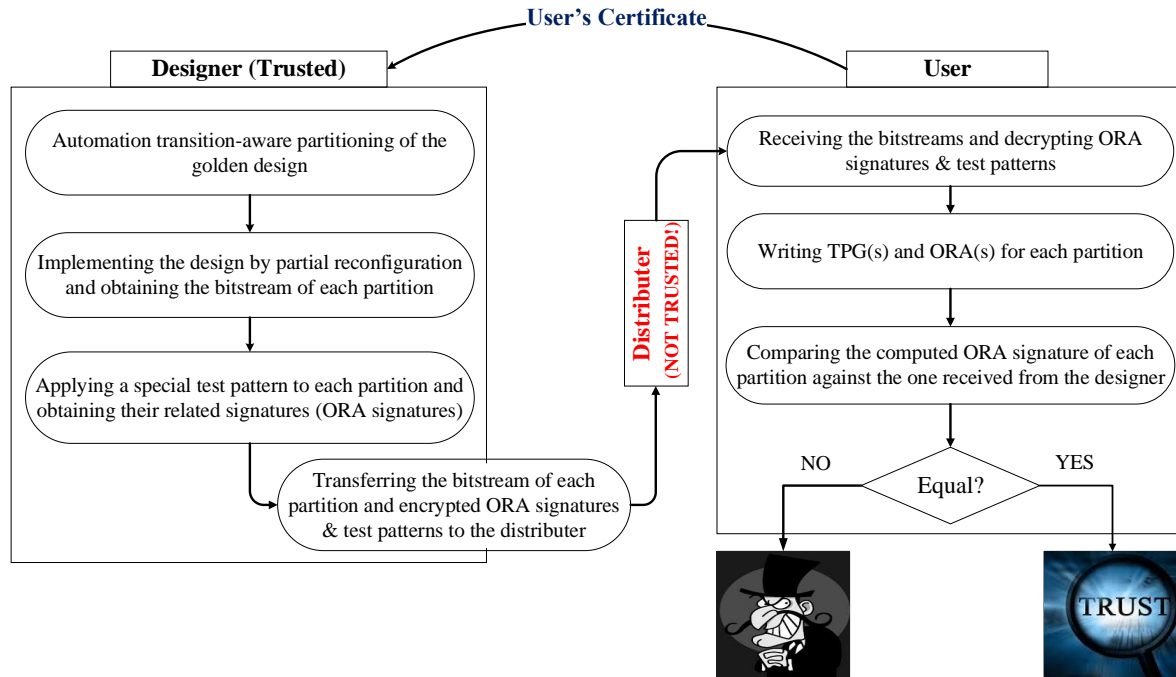 User's Certificate
Designer (Trusted)
Automation transition-aware partitioning of the
golden design
Implementing the design by partial reconfiguration
and obtaining the bitstream of each partition
Applying a special test pattern to each partition and
obtaining their related signatures (ORA signatures)
Transferring the bitstream of each
partition and encrypted ORA signatures
& test patterns to the distributer
Distributer
(NOT TRUSTED!)
User
Receiving the bitstreams and decrypting ORA
signatures & test patterns
Writing TPG(s) and ORA(s) for each partition
Comparing the computed ORA signature of each
partition against the one received from the designer
Equal?
NO
YES
TRUST